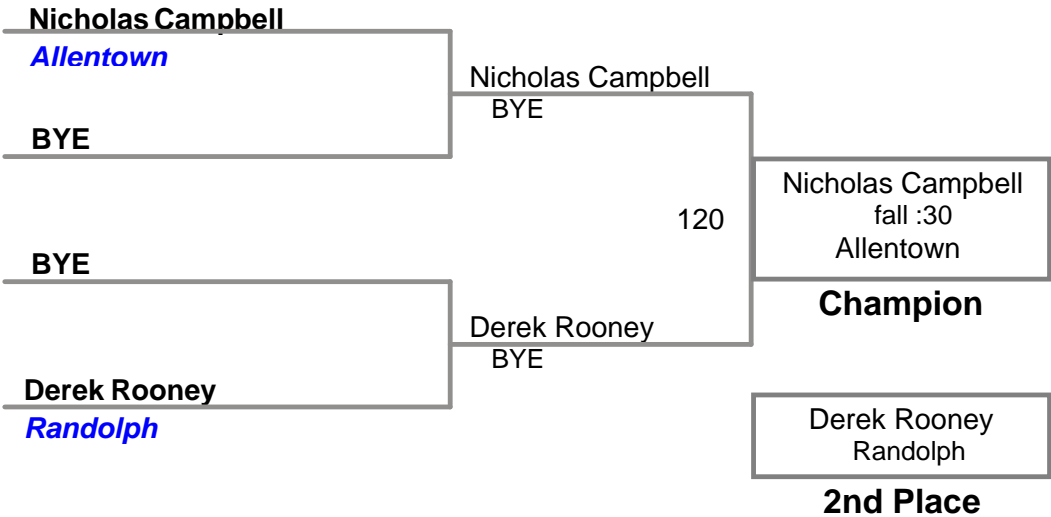 Nicholas Campbell
Allentown
Nicholas Campbell
BYE
BYE
Nicholas Campbell
fall :30
Allentown
120
BYE
Champion
Derek Rooney
BYE
Derek Rooney
Randolph
Derek Rooney
Randolph
2nd Place